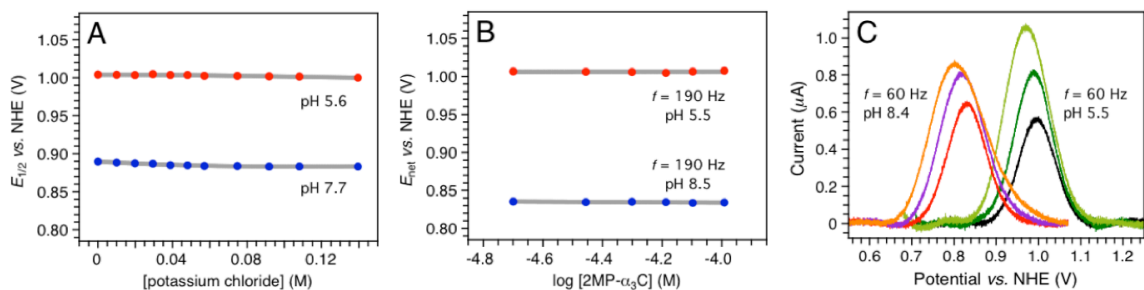 A
E1/2 vs. NHE (V)
1.05
1.00
0.95
0.90
0.85
0.80
pH 5.6
pH 7.7
0
0.04
0.08
0.12
[potassium chloride] (M)
B
Enet vs. NHE (V)
1.05
1.00
0.95
0.90
0.85
0.80
f = 190 Hz
pH 5.5
f = 190 Hz
pH 8.5
-4.8
-4.6
-4.4
-4.2
-4.0
log [2MP-α3C] (M)
C
Current (μA)
1.0
0.8
0.6
0.4
0.2
0
f = 60 Hz
pH 8.4
f = 60 Hz
pH 5.5
0.6
0.7
0.8
0.9
1.0
1.1
1.2
Potential vs. NHE (V)